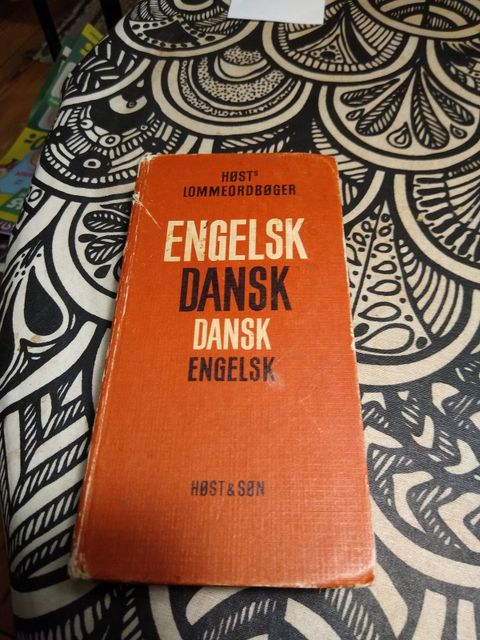 HØSTs
LOMMEORDBØGER
ENGELSK
DANSK
DANSK
ENGELSK
HØST & SØN